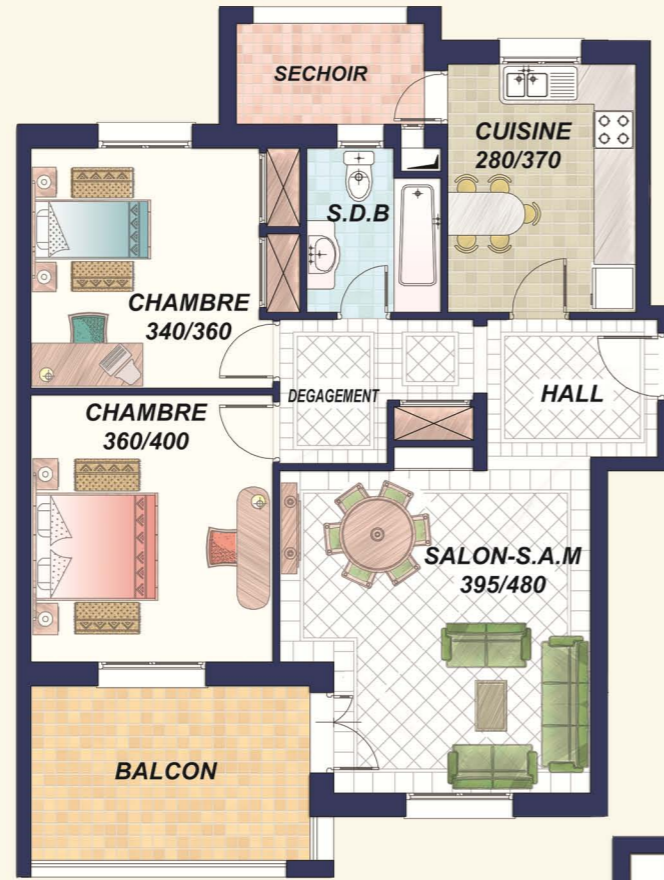 SECHOIR
CUISINE
280/370
S.D.B
CHAMBRE
340/360
DEGAGEMENT
HALL
CHAMBRE
360/400
SALON-S.A.M
395/480
BALCON